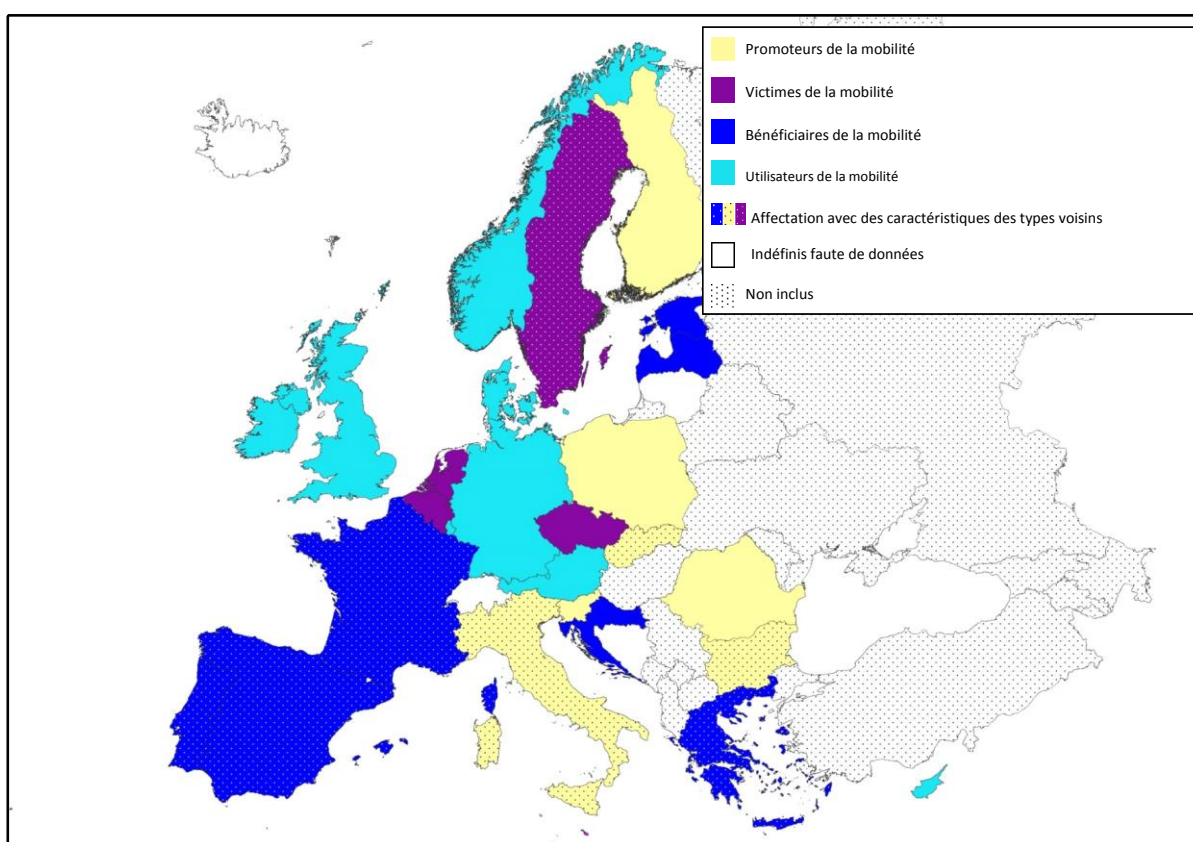 Promoteurs de la mobilité
Victimes de la mobilité
Bénéficiaires de la mobilité
Utilisateurs de la mobilité
Affectation avec des caractéristiques des types voisins
Indéfinis faute de données
Non inclus